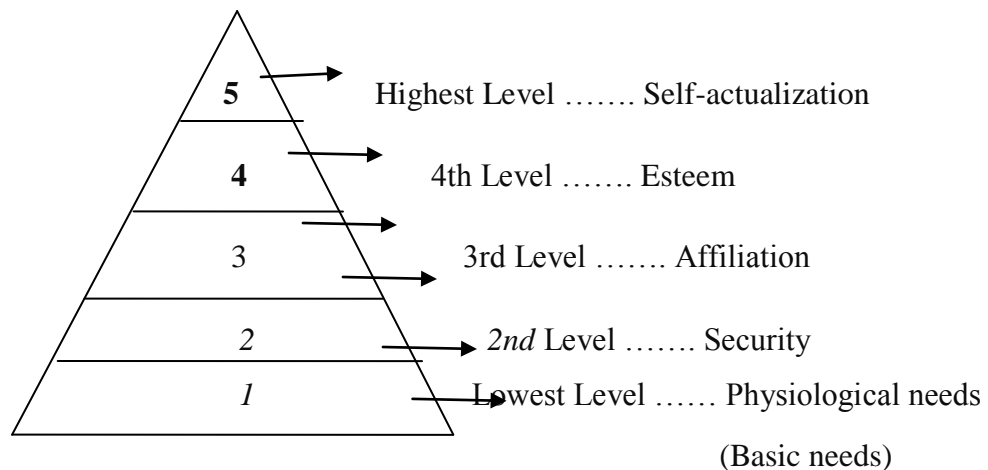 5 Highest Level ……. Self-actualization
4 4th Level ……. Esteem
3 3rd Level ……. Affiliation
2 2nd Level ……. Security
1 Lowest Level …… Physiological needs
(Basic needs)